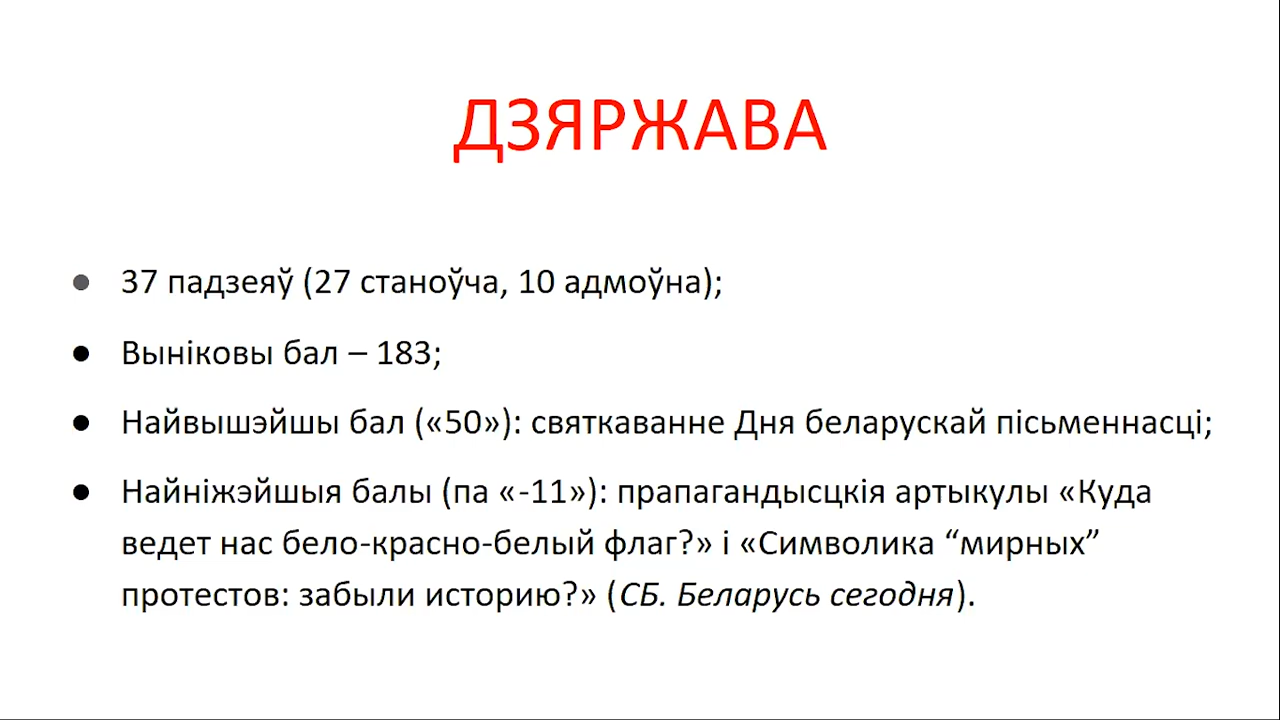 ДЗЯРЖАВА
● 37 падзеяў (27 станоўча, 10 адмоўна);
● Выніковы бал – 183;
● Найвышэйшы бал («50»): святкаванне Дня беларускай пісьменнасці;
● Найніжэйшыя балы (па «-11»): прапагандысцкія артыкулы «Куда
ведет нас бело-красно-белый флаг?» і «Символика “мирных”
протестов: забыли историю?» (СБ. Беларусь сегодня).